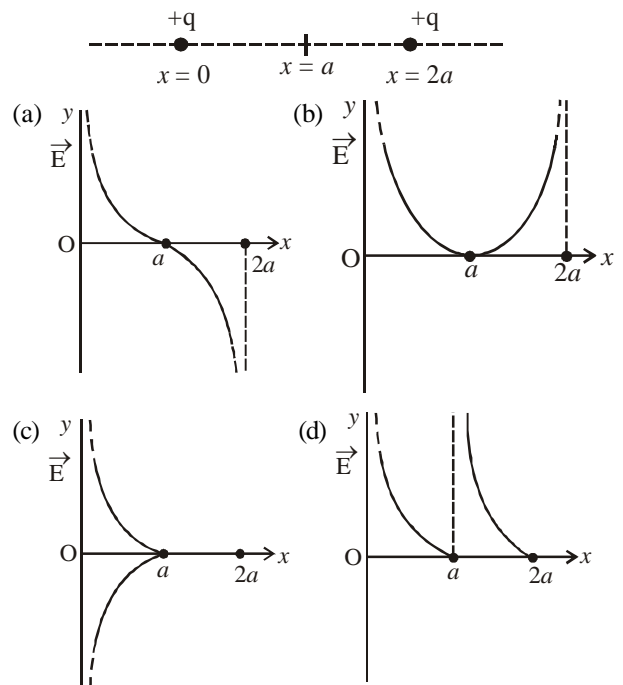 +q +q
x = 0 x = a x = 2a
(a) y
E
O a 2a x
(b) y
E
O a 2a x
(c) y
E
O a 2a x
(d) y
E
O a 2a x